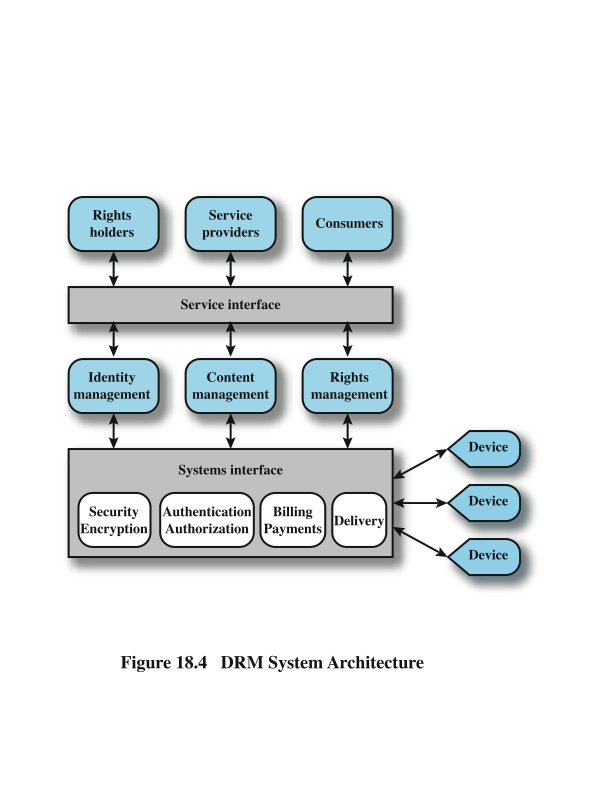 Rights
holders
Service
providers
Consumers
Service interface
Identity
management
Content
management
Rights
management
Systems interface
Security
Encryption
Authentication
Authorization
Billing
Payments
Delivery
Device
Device
Device
Figure 18.4 DRM System Architecture